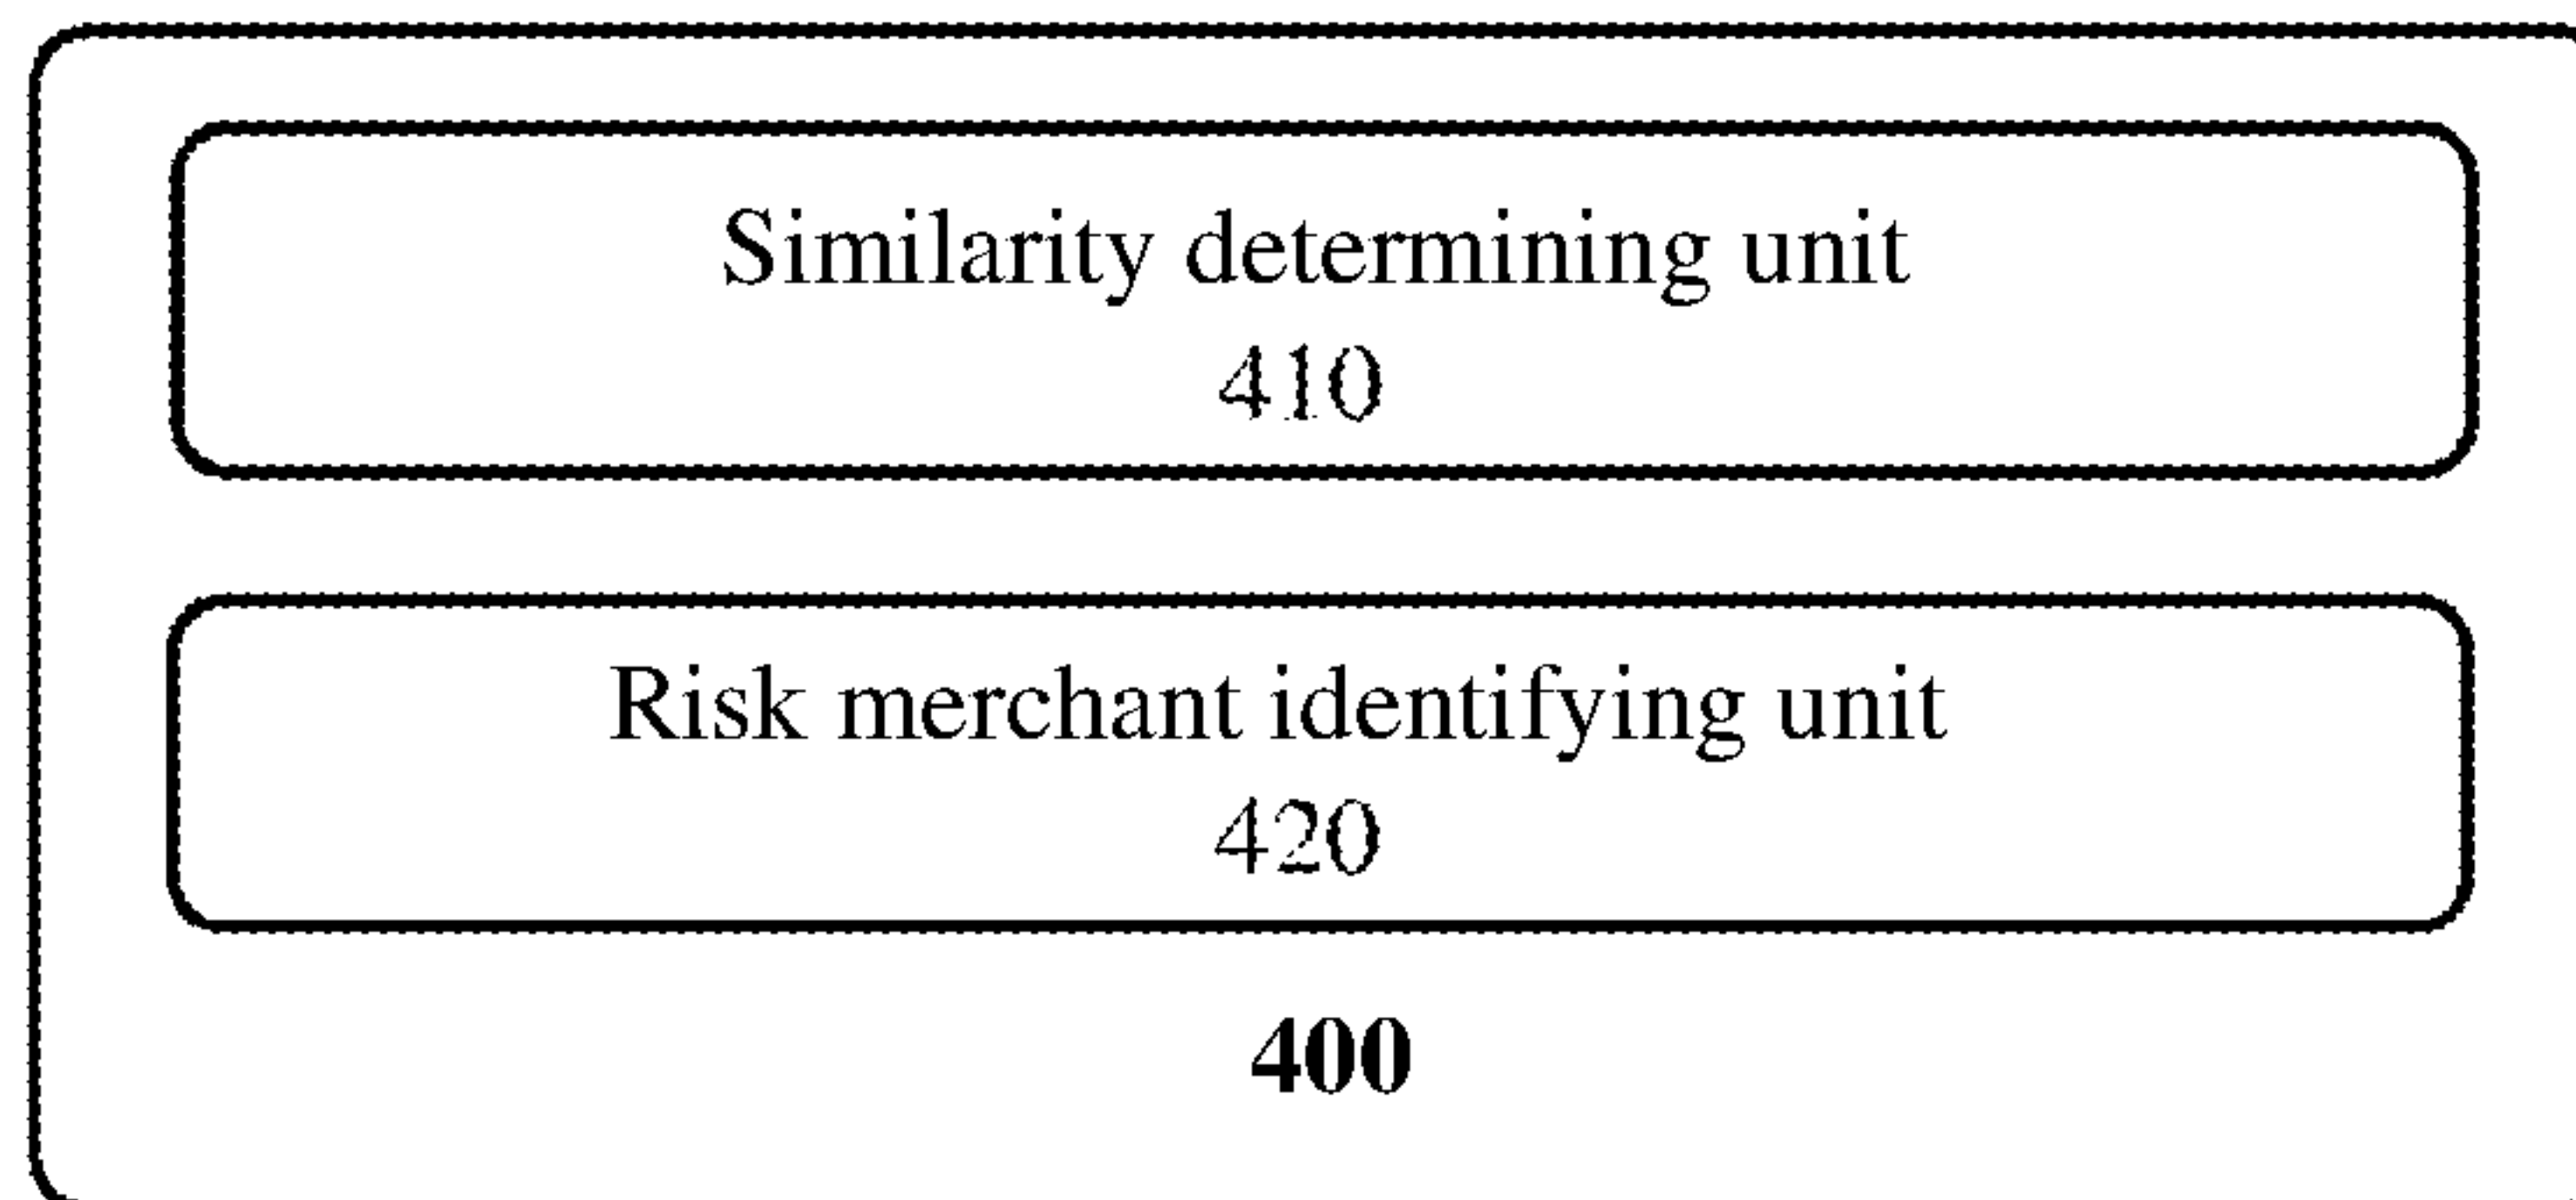 Similarity determining unit
410
Risk merchant identifying unit
420
400